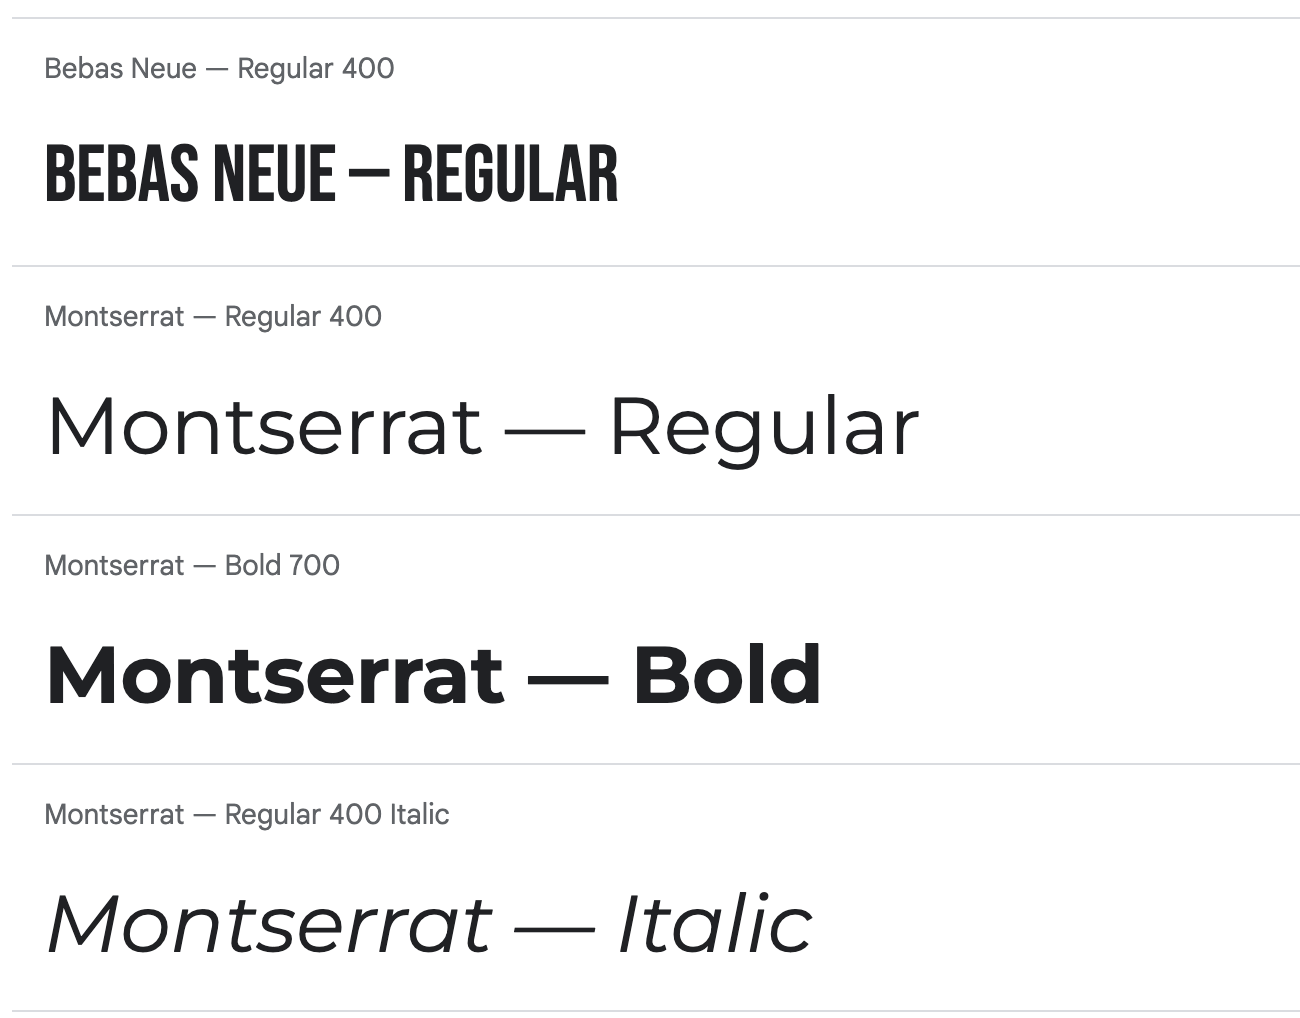 Bebas Neue — Regular 400
BEBAS NEUE — REGULAR
Montserrat — Regular 400
Montserrat — Regular
Montserrat — Bold 700
Montserrat — Bold
Montserrat — Regular 400 Italic
Montserrat — Italic